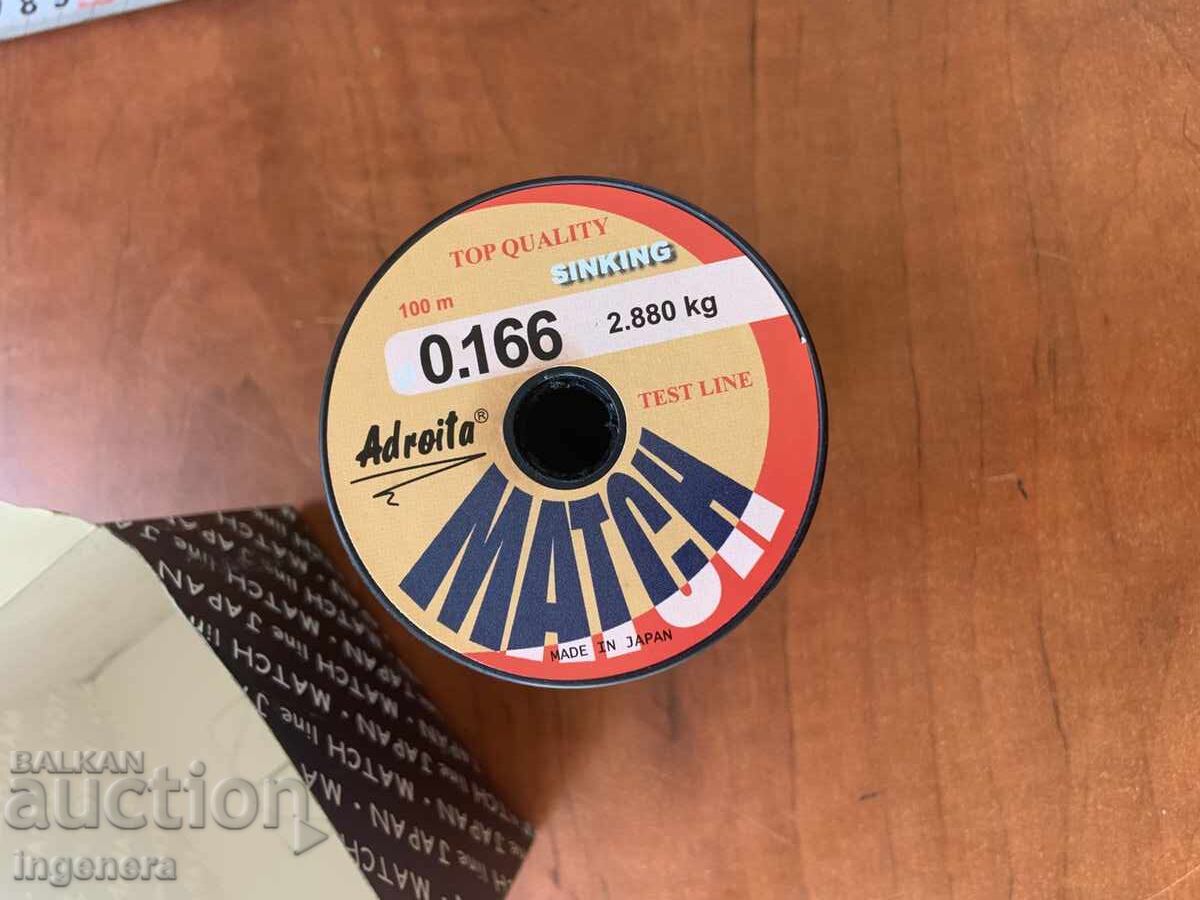 TOP QUALITY
SINKING
100 m
0.166 2.880 kg
TEST LINE
Adroita®
MATCH
MADE IN JAPAN
MATCH line JAPAN · MATCH
BALKAN
auction
ingenera